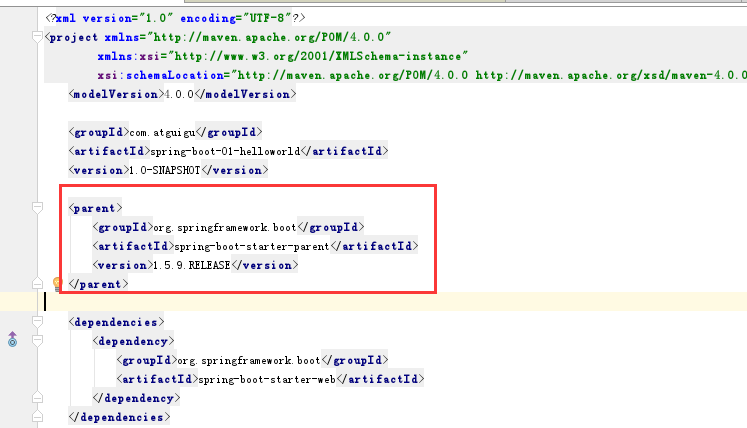 <?xml version="1.0" encoding="UTF-8"?>
<project xmlns="http://maven.apache.org/POM/4.0.0"
xmlns:xsi="http://www.w3.org/2001/XMLSchema-instance"
xsi:schemaLocation="http://maven.apache.org/POM/4.0.0 http://maven.apache.org/xsd/maven-4.0.0
<modelVersion>4.0.0</modelVersion>
<groupId>com.atguigu</groupId>
<artifactId>spring-boot-01-helloworld</artifactId>
<version>1.0-SNAPSHOT</version>
<parent>
<groupId>org.springframework.boot</groupId>
<artifactId>spring-boot-starter-parent</artifactId>
<version>1.5.9.RELEASE</version>
</parent>
<dependencies>
<dependency>
<groupId>org.springframework.boot</groupId>
<artifactId>spring-boot-starter-web</artifactId>
</dependency>
</dependencies>